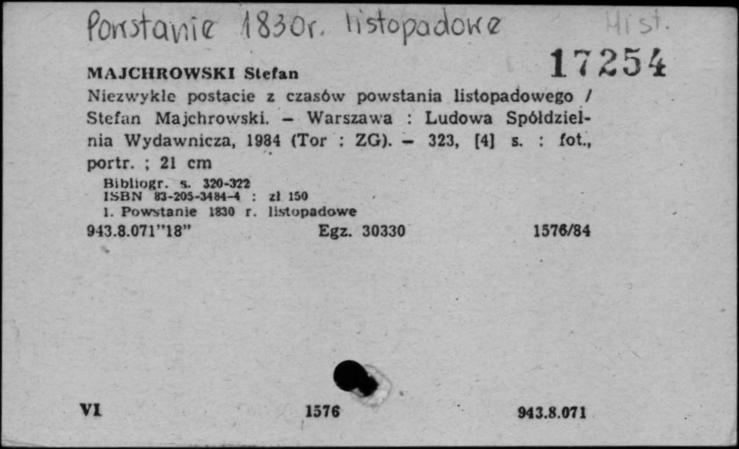 Powstanie 1830r. listopadowe Hist.
17254
MAJCHROWSKI Stefan
Niezwykłe postacie z czasów powstania listopadowego /
Stefan Majchrowski. — Warszawa : Ludowa Spółdziel-
nia Wydawnicza, 1984 (Tor : ZG). — 323, [4] s. : fot.,
portr. ; 21 cm
Bibliogr. s. 320-322
ISBN 83-205-3484-4 : zł 150
1. Powstanie 1830 r. listopadowe
943.8.071"18" Egz. 30330 1576/84
VI 1576 943.8.071